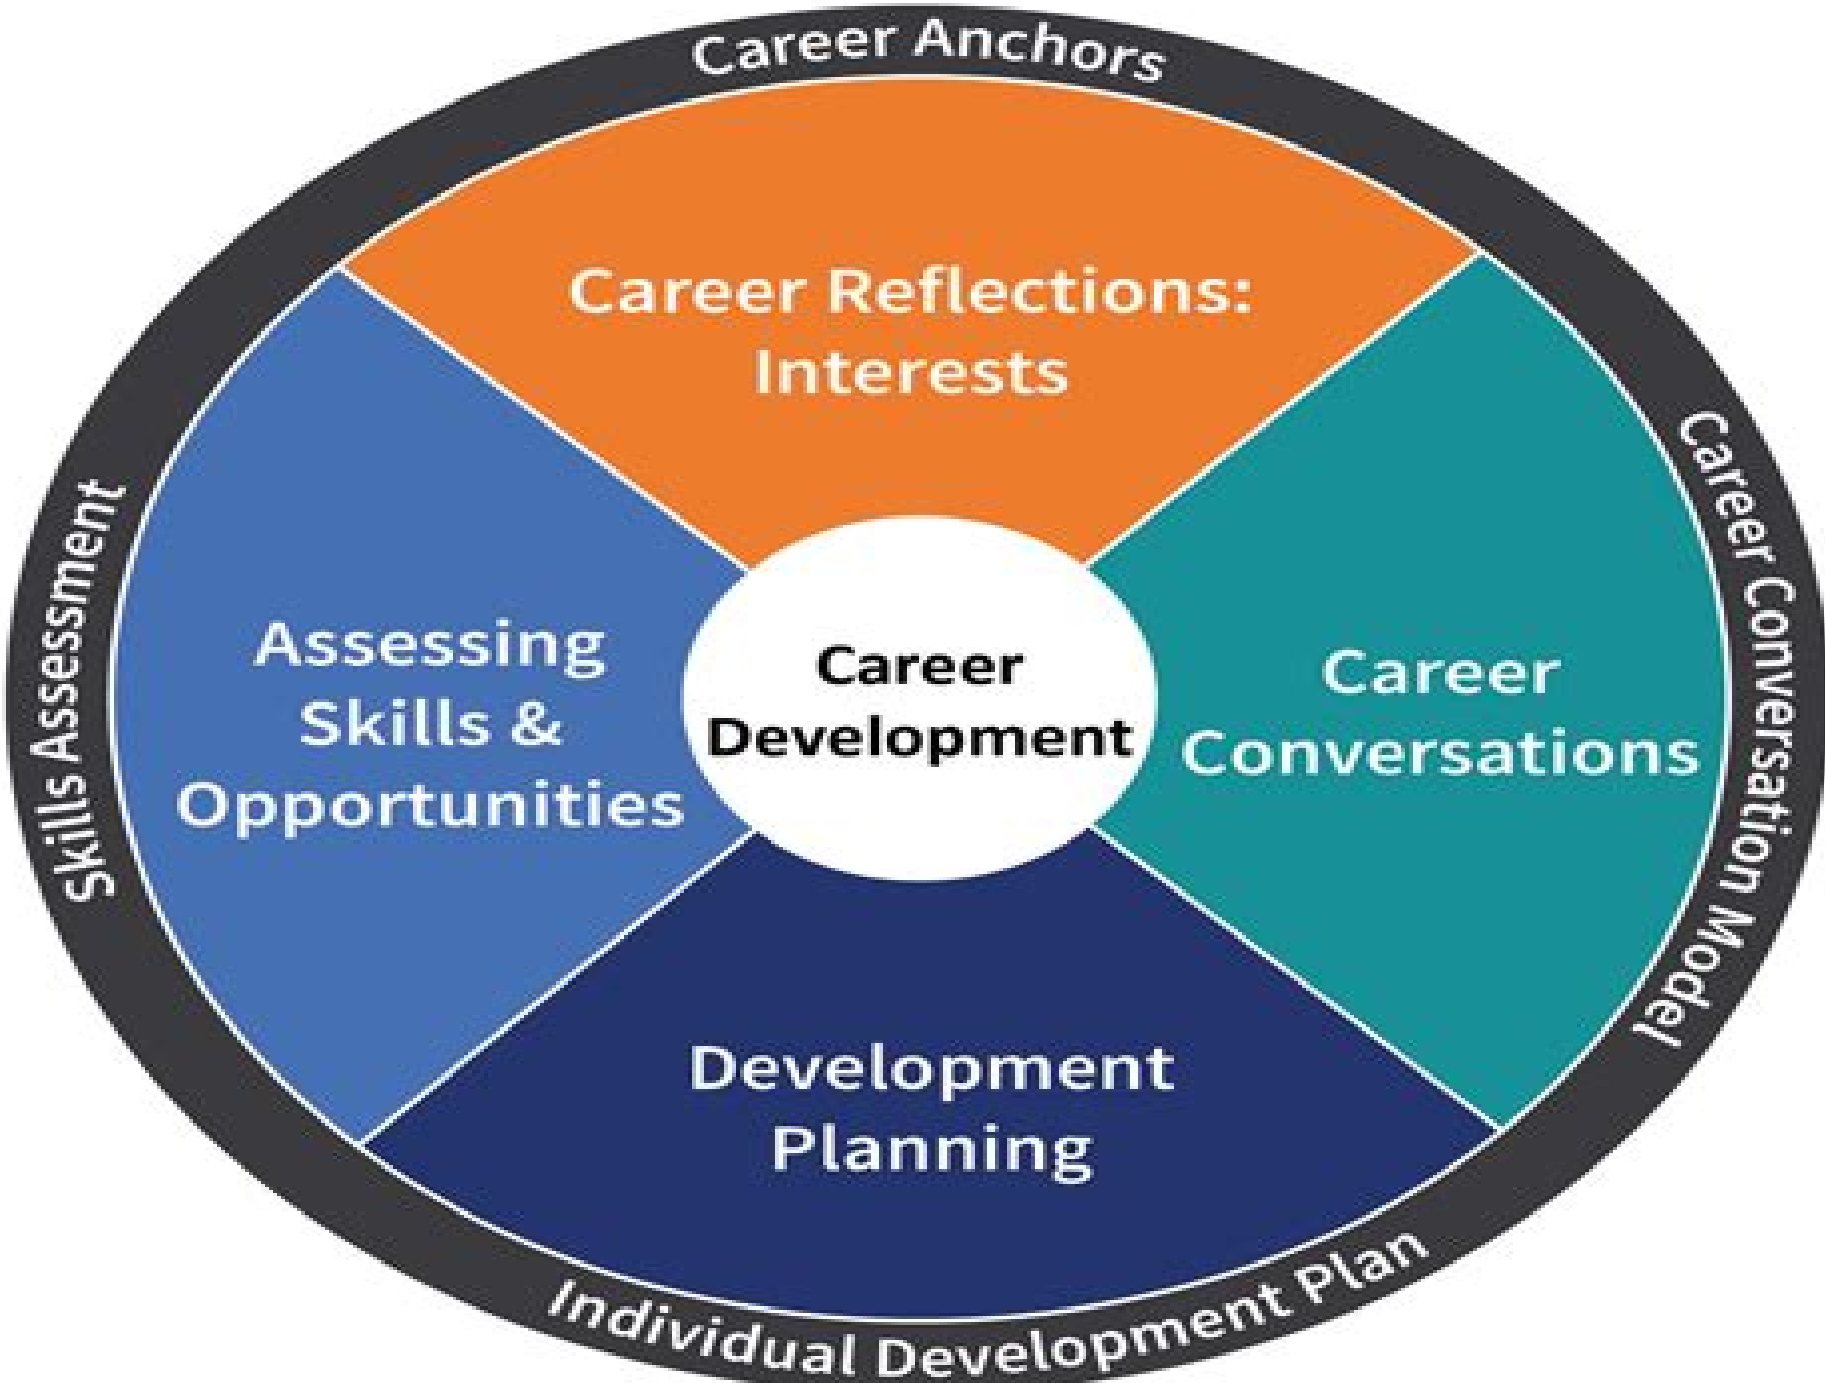 Career Anchors
Career Reflections:
Interests
Career Conversation Model
Career
Conversations
Career
Development
Assessing
Skills &
Opportunities
Skills Assessment
Development
Planning
Individual Development Plan